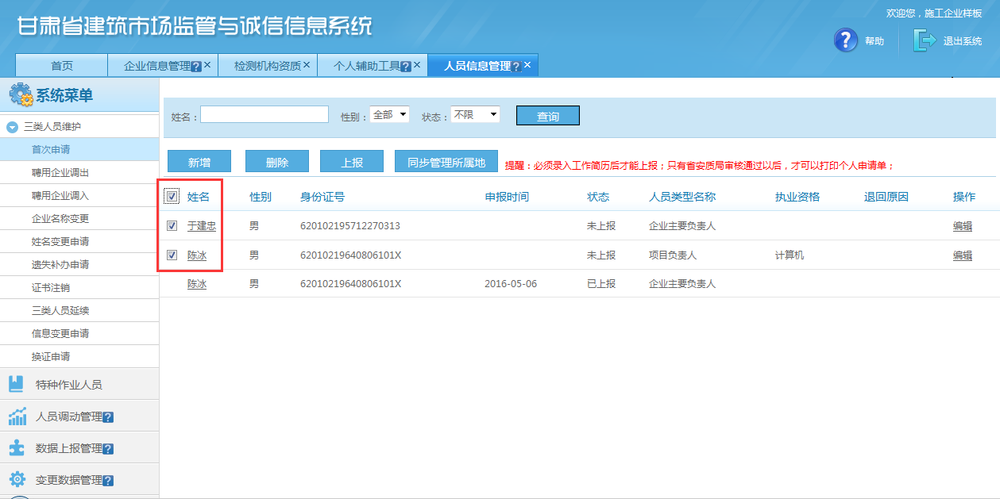 甘肃省建筑市场监管与诚信信息系统
欢迎您，施工企业样板
? 帮助 退出系统
首页 企业信息管理? × 检测机构资质 × 个人辅助工具? × 人员信息管理? ×
系统菜单
三类人员维护
首次申请
聘用企业调出
聘用企业调入
企业名称变更
姓名变更申请
遗失补办申请
证书注销
三类人员延续
信息变更申请
换证申请
特种作业人员
人员调动管理?
数据上报管理?
变更数据管理?
姓名： 性别： 全部 状态： 不限 查询
新增 删除 上报 同步管理所属地 提醒：必须录入工作简历后才能上报；只有省安质局审核通过以后，才可以打印个人申请单；
姓名 性别 身份证号 申报时间 状态 人员类型名称 执业资格 退回原因 操作
于建忠 男 620102195712270313 未上报 企业主要负责人 编辑
陈冰 男 62010219640806101X 未上报 项目负责人 计算机 编辑
陈冰 男 62010219640806101X 2016-05-06 已上报 企业主要负责人